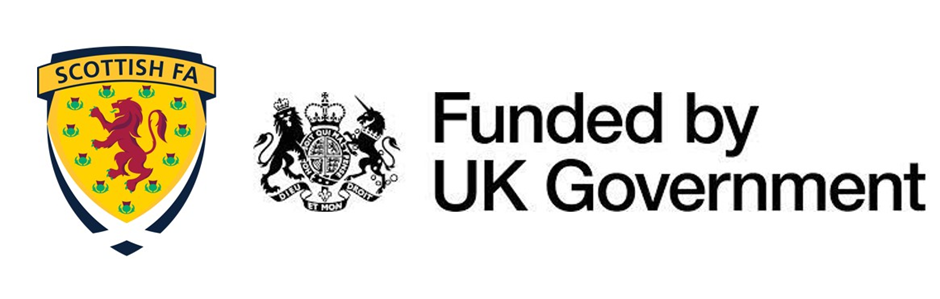 SCOTTISH FA
DIEU ET MON DROIT
Funded by
UK Government